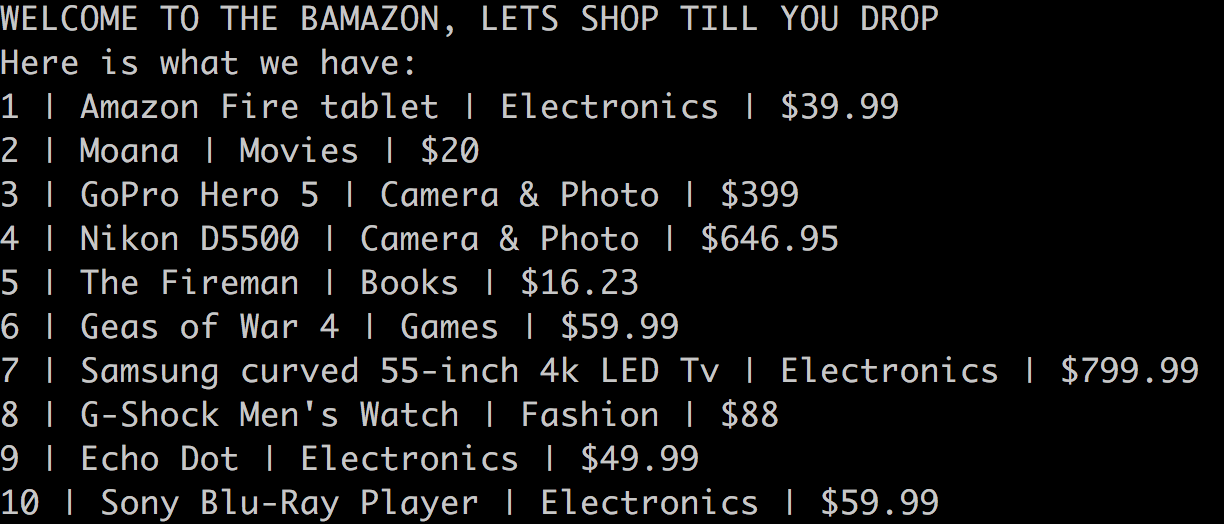 WELCOME TO THE BAMAZON, LETS SHOP TILL YOU DROP
Here is what we have:
1 | Amazon Fire tablet | Electronics | $39.99
2 | Moana | Movies | $20
3 | GoPro Hero 5 | Camera & Photo | $399
4 | Nikon D5500 | Camera & Photo | $646.95
5 | The Fireman | Books | $16.23
6 | Geas of War 4 | Games | $59.99
7 | Samsung curved 55-inch 4k LED Tv | Electronics | $799.99
8 | G-Shock Men's Watch | Fashion | $88
9 | Echo Dot | Electronics | $49.99
10 | Sony Blu-Ray Player | Electronics | $59.99